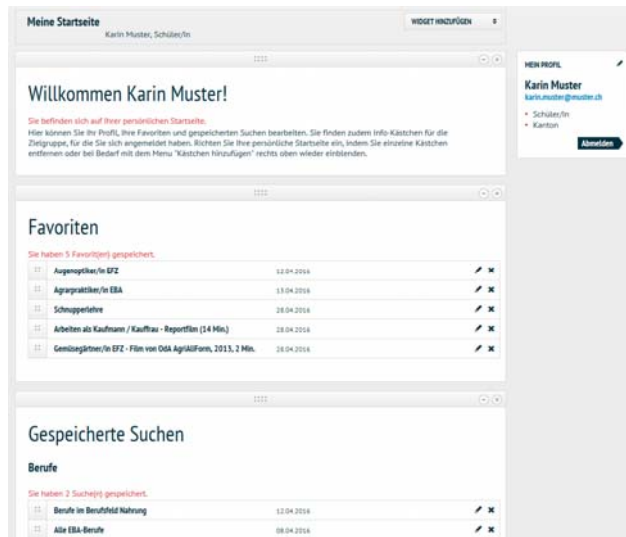 Meine Startseite
Karin Muster, Schüler/In
WIDGET HINZUFÜGEN
Willkommen Karin Muster!
Sie befinden sich auf Ihrer persönlichen Startseite.
Hier können Sie Ihr Profil, Ihre Favoriten und gespeicherten Suchen bearbeiten. Sie finden zudem Info-Kästchen für die
Zielgruppe, für die Sie sich angemeldet haben. Richten Sie Ihre persönliche Startseite ein, indem Sie einzelne Kästchen
entfernen oder bei Bedarf mit dem Menu "Kästchen hinzufügen" rechts oben wieder einblenden.
MEIN PROFIL
Karin Muster
karin.muster@muster.ch
• Schüler/In
• Kanton
Abmelden
Favoriten
Sie haben 5 Favorit(en) gespeichert.
Augenoptiker/in EFZ 12.04.2016
Agrarpraktiker/in EBA 13.04.2016
Schnupperlehre 28.04.2016
Arbeiten als Kaufmann / Kauffrau - Reportfilm (14 Min.) 28.04.2016
Gemüsegärtner/in EFZ - Film von OdA AgriAliForm, 2013, 2 Min. 28.04.2016
Gespeicherte Suchen
Berufe
Sie haben 2 Suche(n) gespeichert.
Berufe im Berufsfeld Nahrung 12.04.2016
Alle EBA-Berufe 08.04.2016